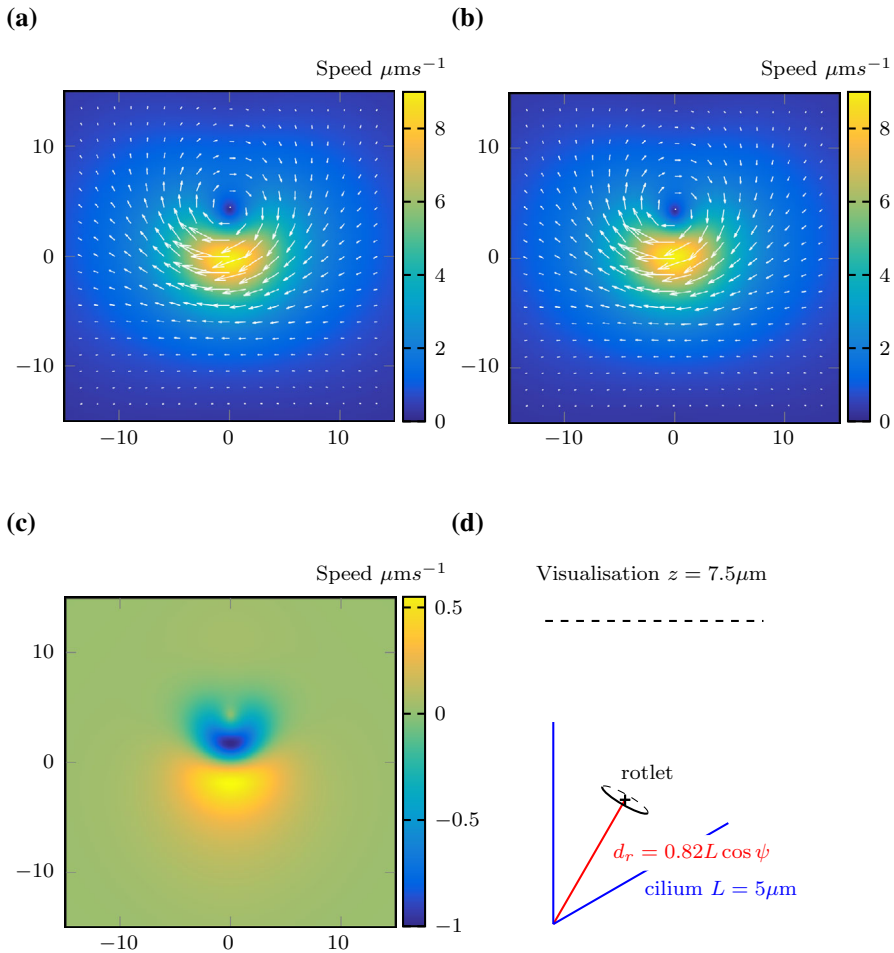 (a)
(b)
Speed μms⁻¹
Speed μms⁻¹
10
0
−10
−10
0
10
8
6
4
2
0
10
0
−10
−10
0
10
8
6
4
2
0
(c)
(d)
Speed μms⁻¹
10
0
−10
−10
0
10
0.5
0
−0.5
−1
Visualisation z = 7.5μm
rotlet
d_r = 0.82L cos ψ
cilium L = 5μm